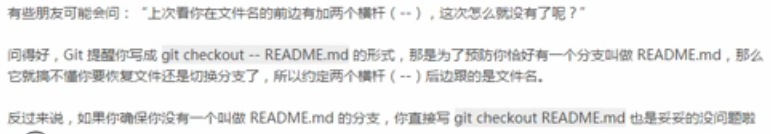 有些朋友可能会问：“上次看你在文件名的前边有加两个横杆（--），这次怎么就没有了呢？”
问得好，Git 提醒你写成 git checkout -- README.md 的形式，那是为了预防你恰好有一个分支叫做 README.md，那么
它就搞不懂你要恢复文件还是切换分支了，所以约定两个横杆（--）后边跟的是文件名。
反过来说，如果你确保你没有一个叫做 README.md 的分支，你直接写 git checkout README.md 也是妥妥的没问题啦